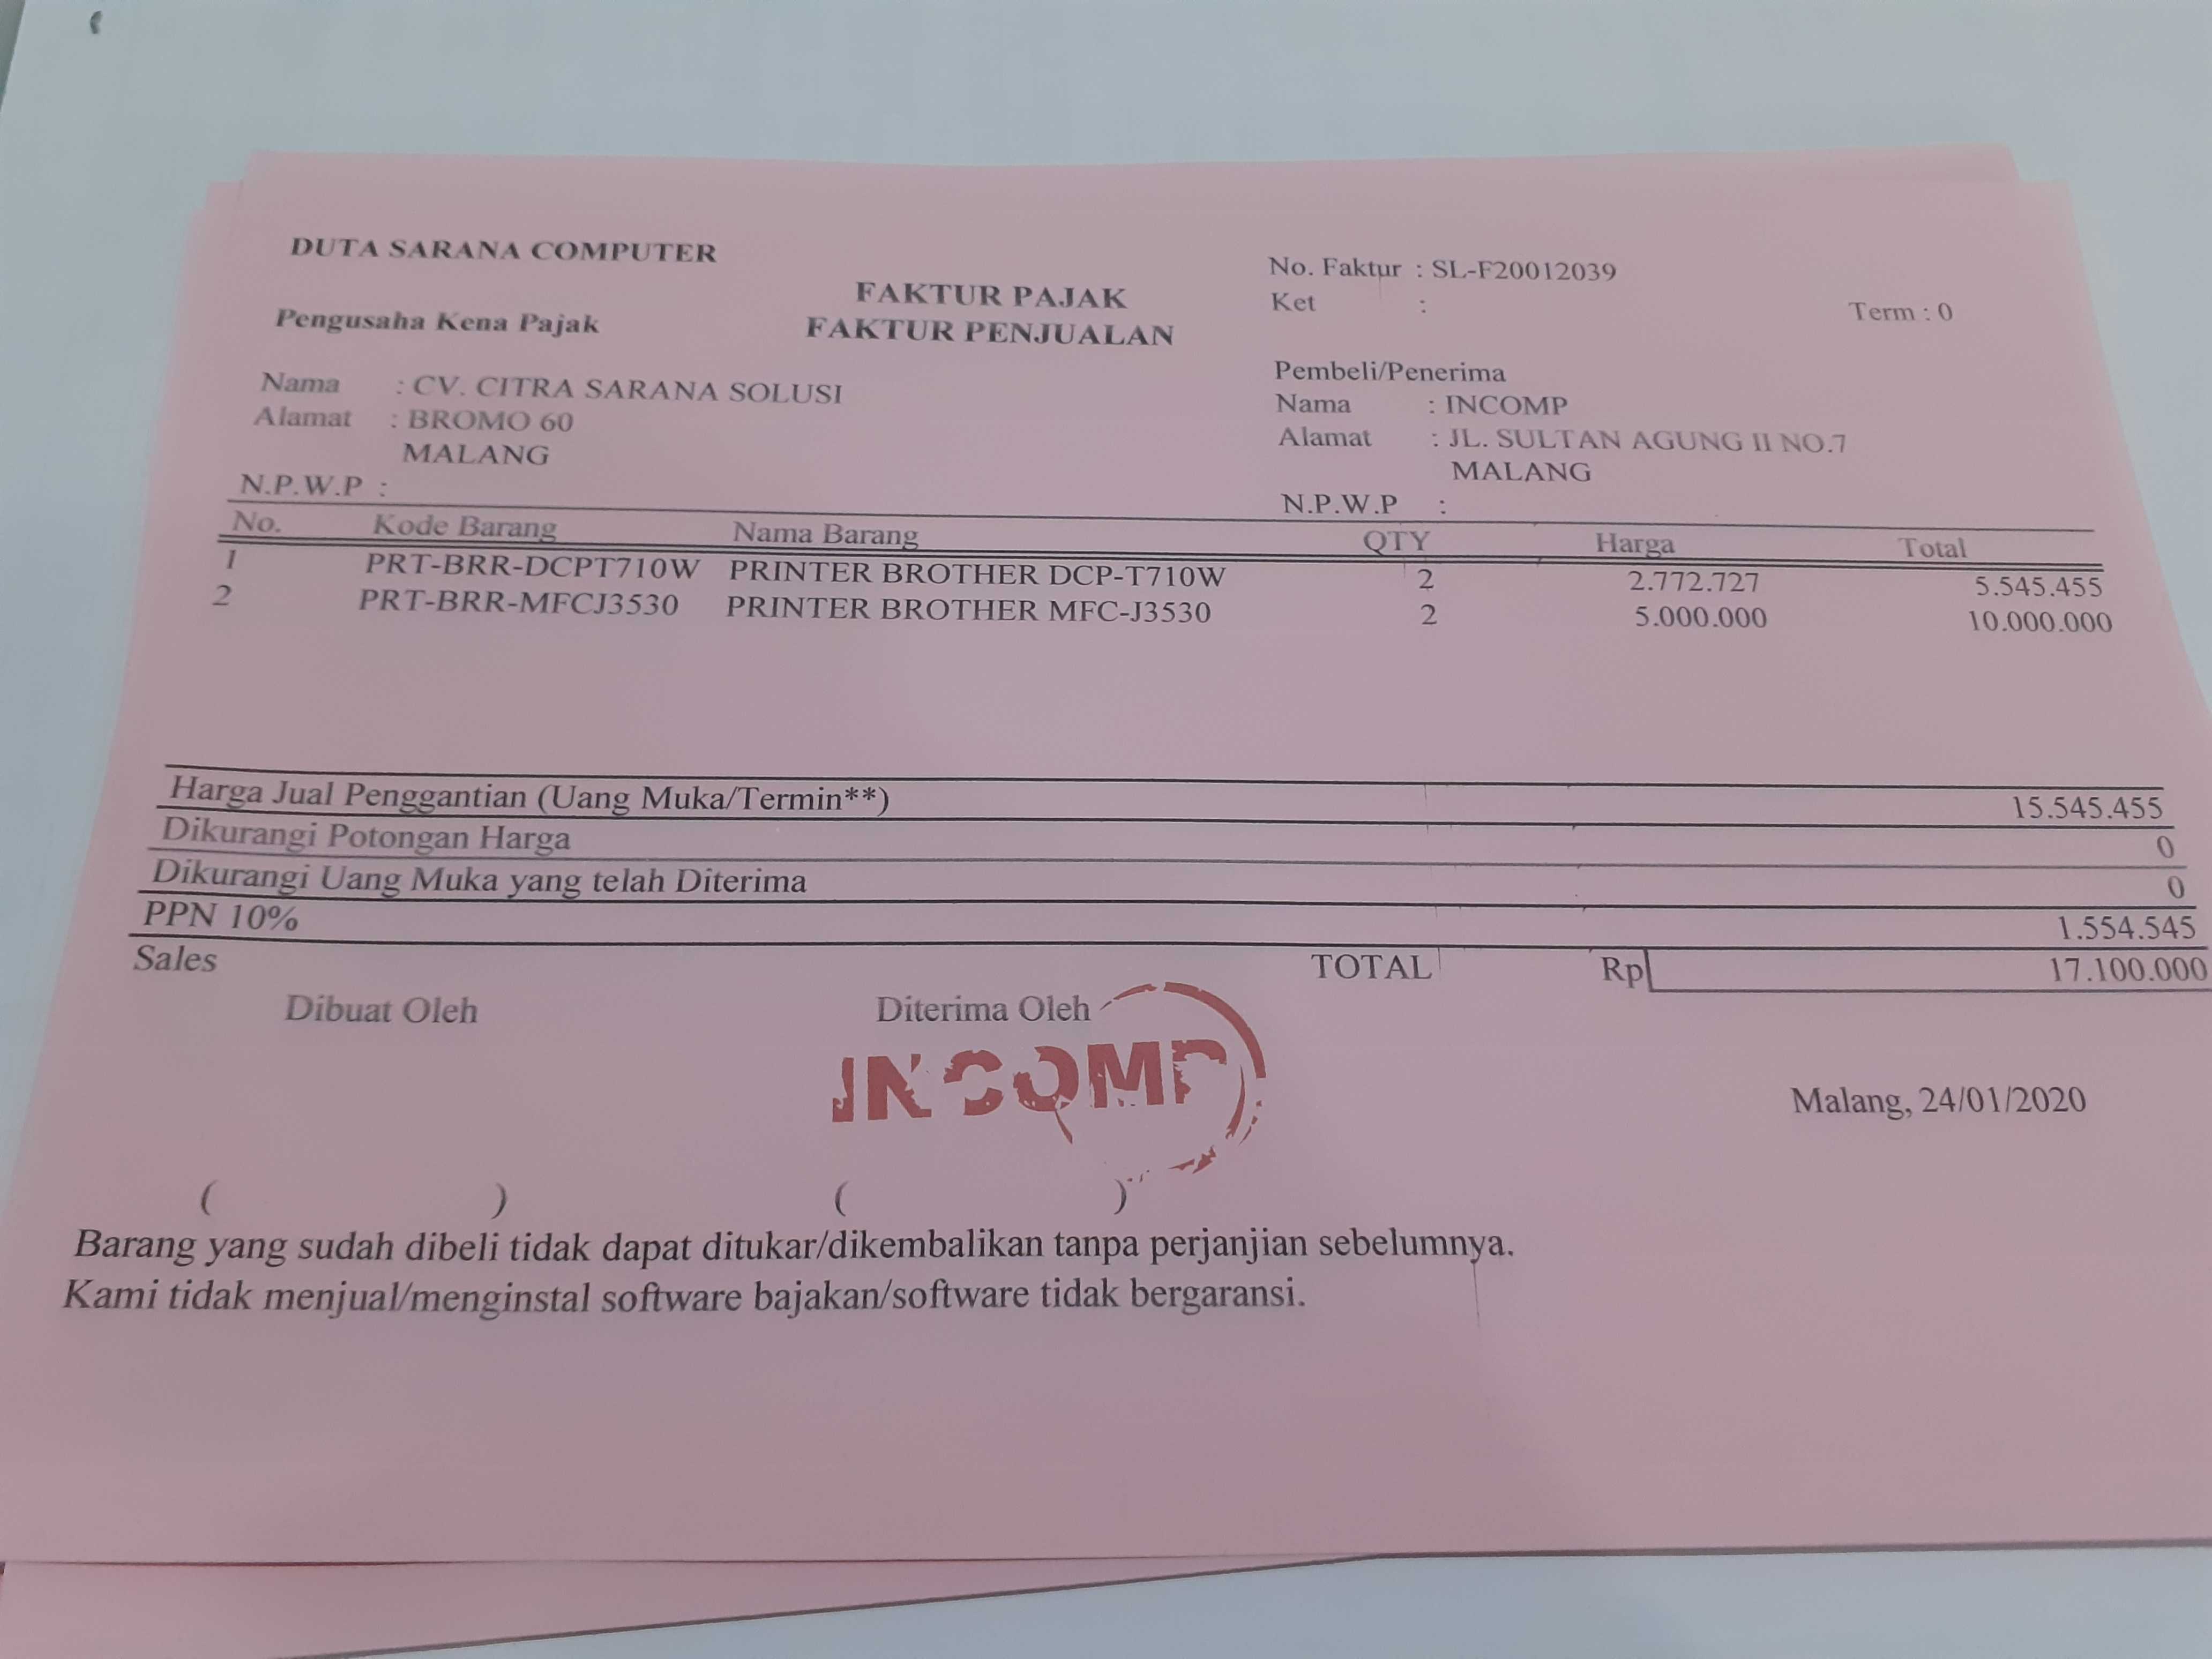 DUTA SARANA COMPUTER
FAKTUR PAJAK
FAKTUR PENJUALAN
Pengusaha Kena Pajak
Nama : CV. CITRA SARANA SOLUSI
Alamat : BROMO 60
MALANG
N.P.W.P :
No. Faktur : SL-F20012039
Ket :
Term : 0
Pembeli/Penerima
Nama : INCOMP
Alamat : JL. SULTAN AGUNG II NO.7
MALANG
N.P.W.P :
No. Kode Barang Nama Barang QTY Harga Total
1 PRT-BRR-DCPT710W PRINTER BROTHER DCP-T710W 2 2.772.727 5.545.455
2 PRT-BRR-MFCJ3530 PRINTER BROTHER MFC-J3530 2 5.000.000 10.000.000
Harga Jual Penggantian (Uang Muka/Termin**) 15.545.455
Dikurangi Potongan Harga 0
Dikurangi Uang Muka yang telah Diterima 0
PPN 10% 1.554.545
Sales TOTAL Rp 17.100.000
Dibuat Oleh Diterima Oleh
INCOMP
Malang, 24/01/2020
( ) ( )
Barang yang sudah dibeli tidak dapat ditukar/dikembalikan tanpa perjanjian sebelumnya.
Kami tidak menjual/menginstal software bajakan/software tidak bergaransi.